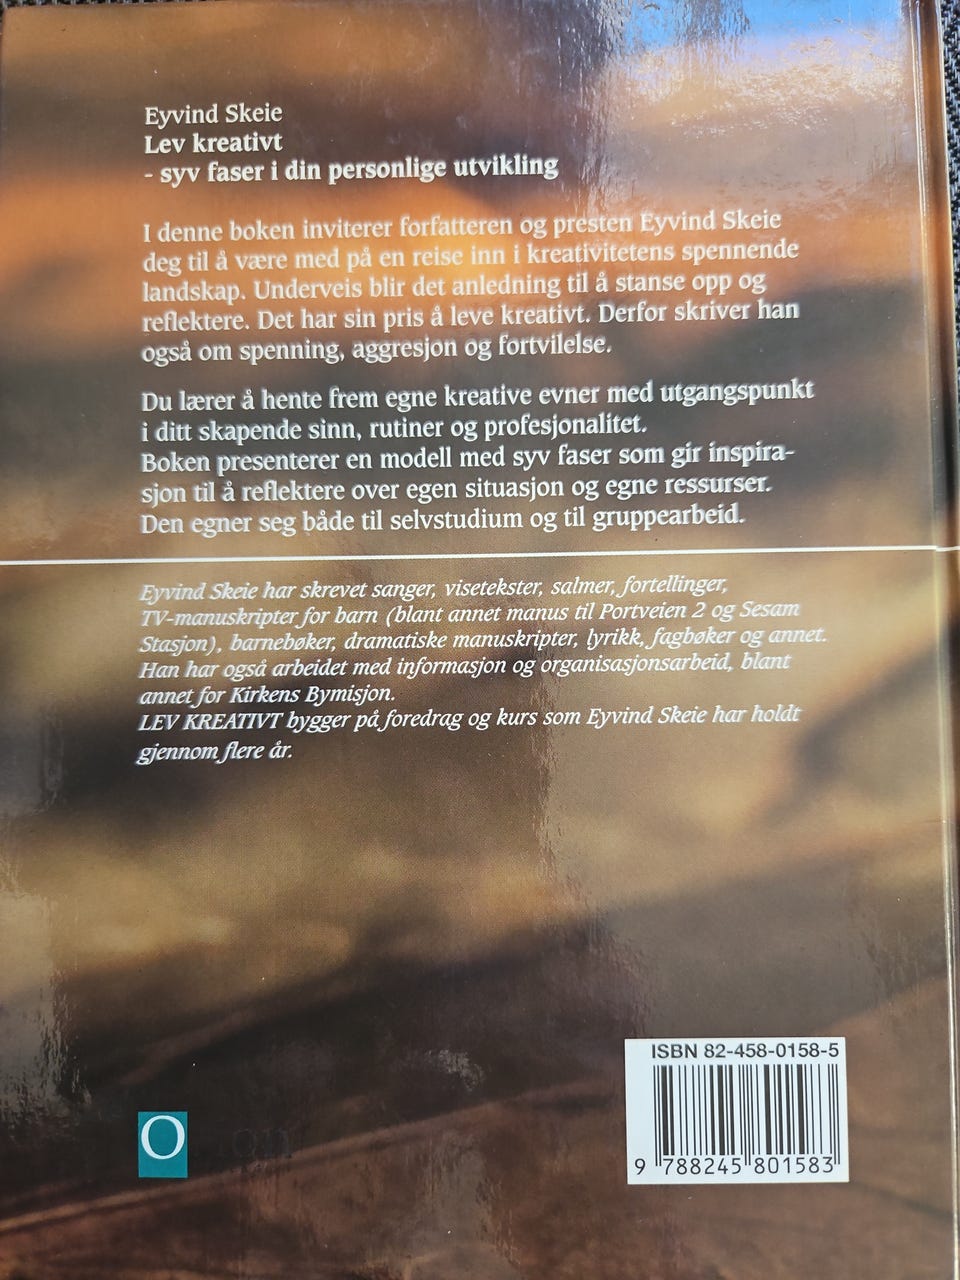 Eyvind Skeie
Lev kreativt
- syv faser i din personlige utvikling
I denne boken inviterer forfatteren og presten Eyvind Skeie
deg til å være med på en reise inn i kreativitetens spennende
landskap. Underveis blir det anledning til å stanse opp og
reflektere. Det har sin pris å leve kreativt. Derfor skriver han
også om spenning, aggresjon og fortvilelse.
Du lærer å hente frem egne kreative evner med utgangspunkt
i ditt skapende sinn, rutiner og profesjonalitet.
Boken presenterer en modell med syv faser som gir inspira-
sjon til å reflektere over egen situasjon og egne ressurser.
Den egner seg både til selvstudium og til gruppearbeid.
Eyvind Skeie har skrevet sanger, visetekster, salmer, fortellinger,
TV-manuskripter for barn (blant annet manus til Portveien 2 og Sesam
Stasjon), barnebøker, dramatiske manuskripter, lyrikk, fagbøker og annet.
Han har også arbeidet med informasjon og organisasjonsarbeid, blant
annet for Kirkens Bymisjon.
LEV KREATIVT bygger på foredrag og kurs som Eyvind Skeie har holdt
gjennom flere år.
ISBN 82-458-0158-5
O
9 788245 801583